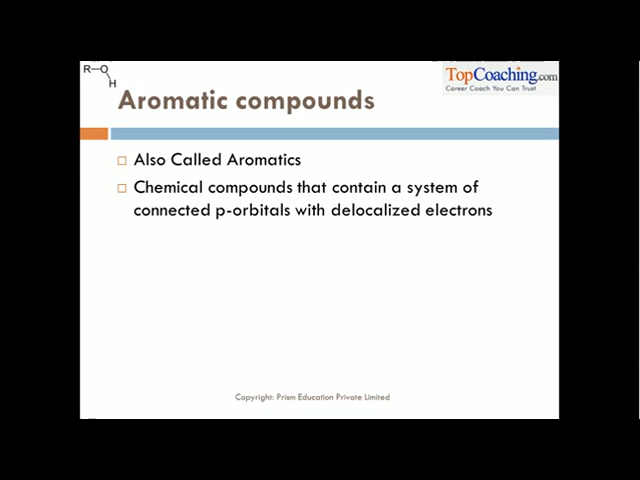 R-O
H
TopCoaching.com
Career Coach You Can Trust
Aromatic compounds
Also Called Aromatics
Chemical compounds that contain a system of
connected p-orbitals with delocalized electrons
Copyright: Prism Education Private Limited